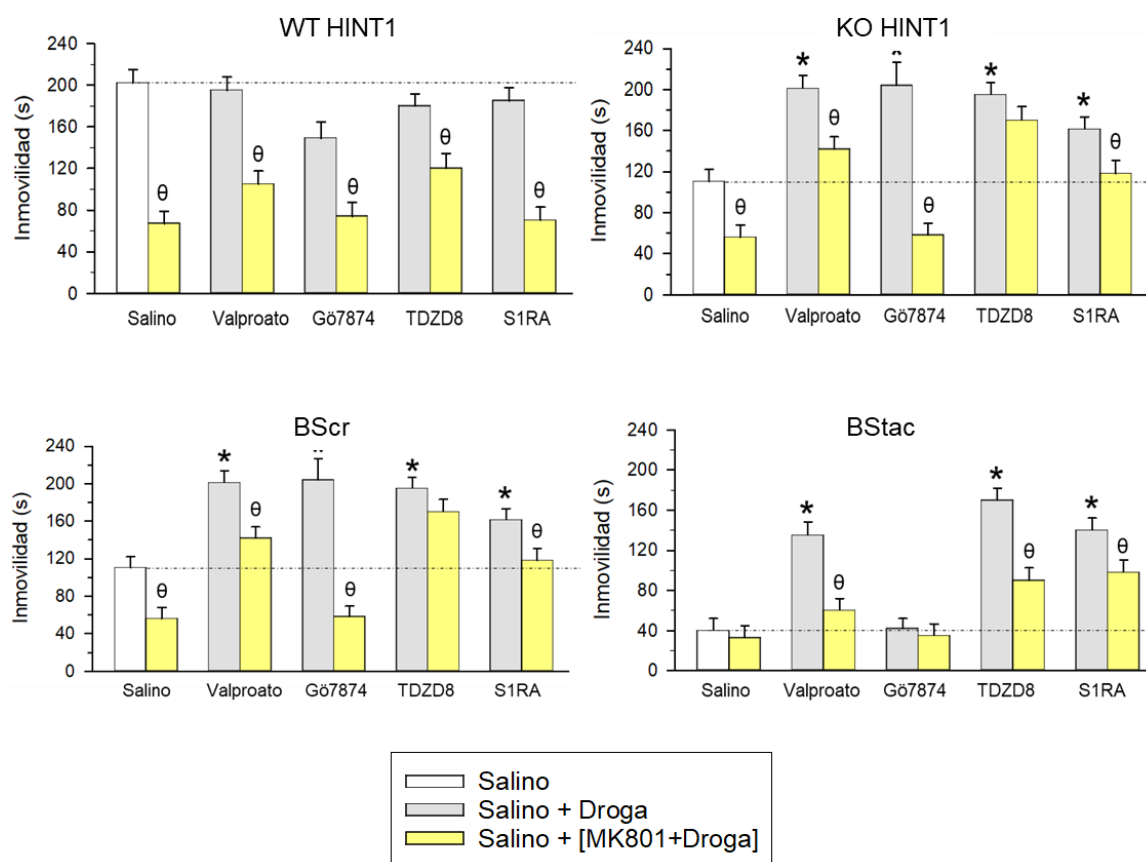 WT HINT1
Inmovilidad (s)
240
200
160
120
80
40
0
θ
θ
θ
θ
θ
Salino Valproato Gö7874 TDZD8 S1RA
KO HINT1
Inmovilidad (s)
240
200
160
120
80
40
0
* * *
θ θ θ θ
Salino Valproato Gö7874 TDZD8 S1RA
BScr
Inmovilidad (s)
240
200
160
120
80
40
0
* * *
θ θ θ θ
Salino Valproato Gö7874 TDZD8 S1RA
BStac
Inmovilidad (s)
240
200
160
120
80
40
0
* * *
θ θ θ
Salino Valproato Gö7874 TDZD8 S1RA
Salino
Salino + Droga
Salino + [MK801+Droga]